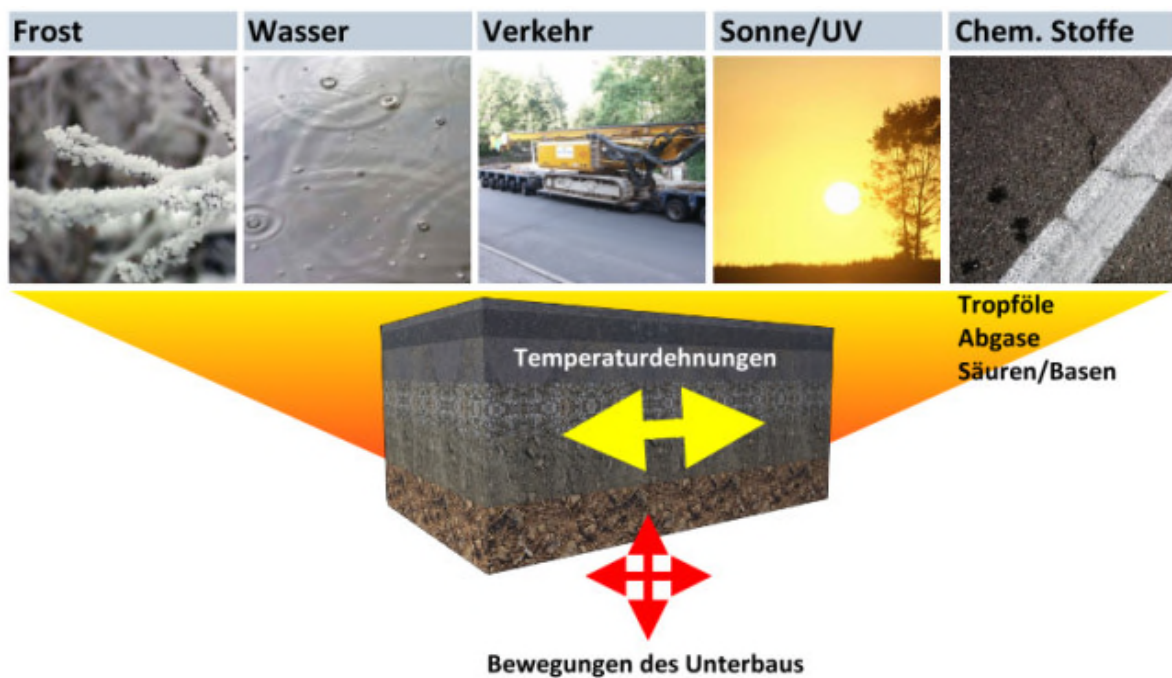 Frost
Wasser
Verkehr
Sonne/UV
Chem. Stoffe
Tropföle
Abgase
Säuren/Basen
Temperaturdehnungen
Bewegungen des Unterbaus